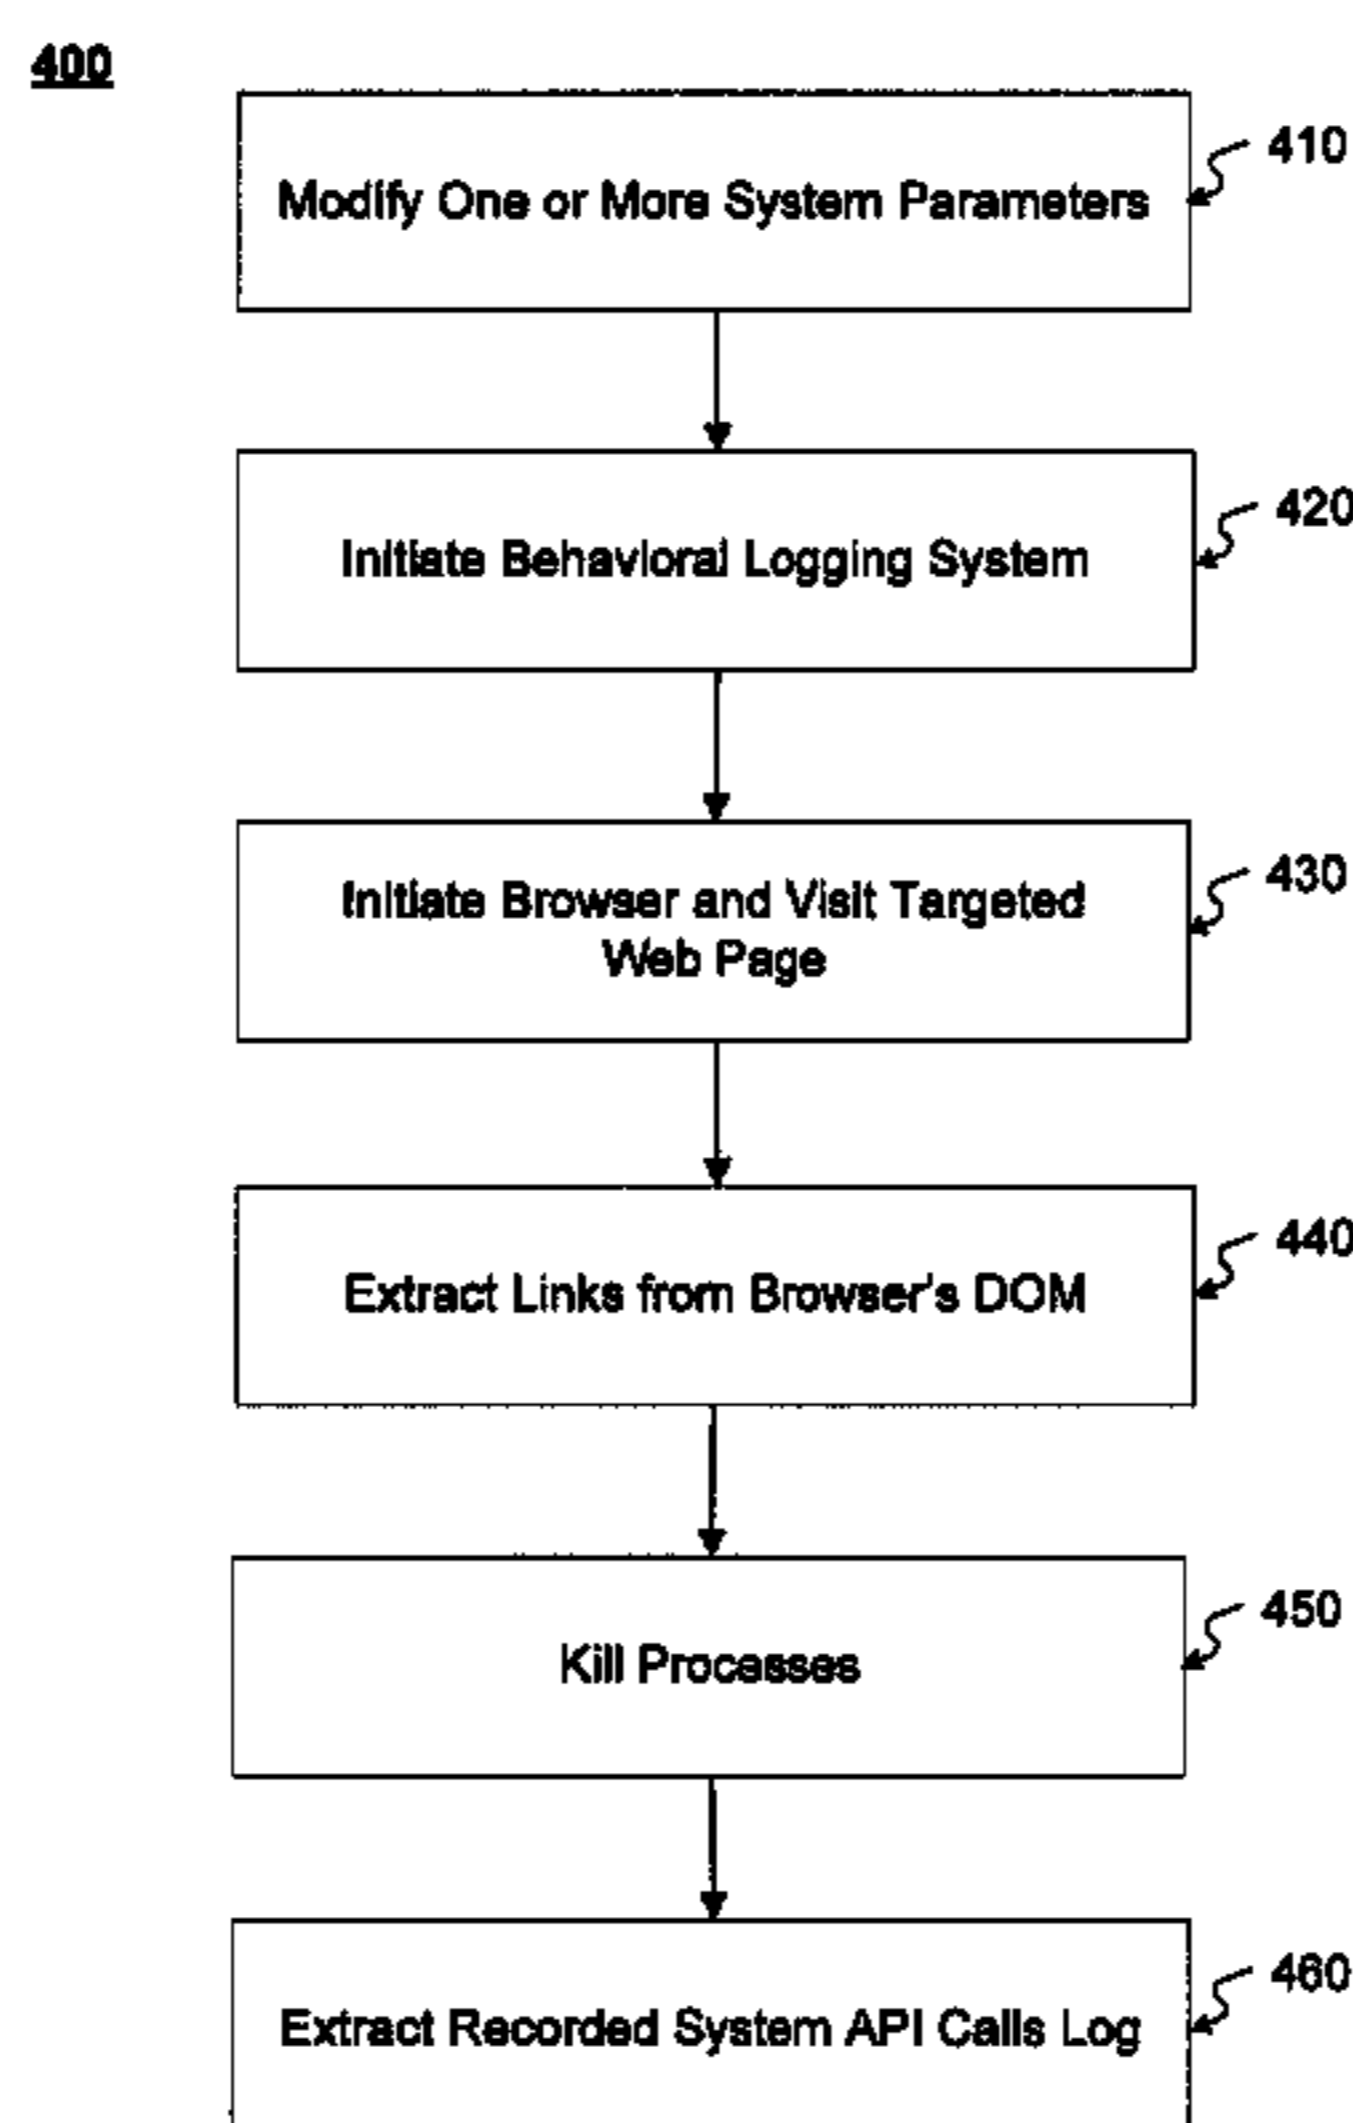 400
Modify One or More System Parameters
410
Initiate Behavioral Logging System
420
Initiate Browser and Visit Targeted
Web Page
430
Extract Links from Browser's DOM
440
Kill Processes
450
Extract Recorded System API Calls Log
460